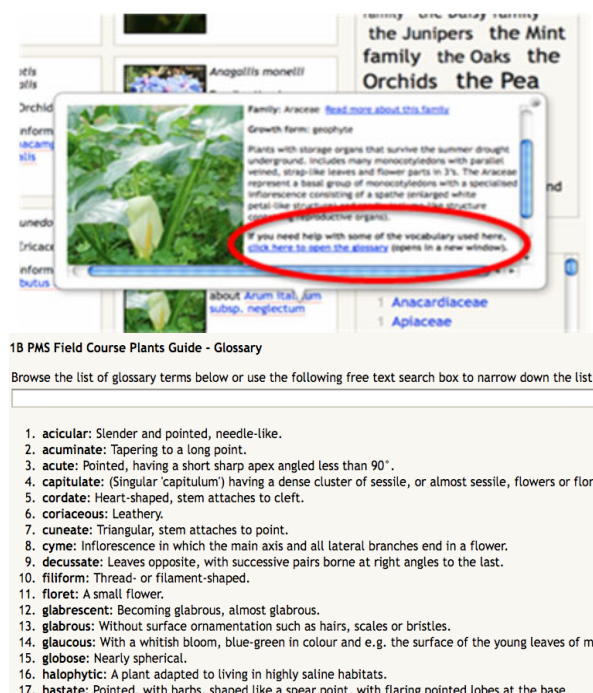 family the Daisy family
the Junipers the Mint
family the Oaks the
Orchids the Pea
Anagallis monelli
Orchid
inform
Family: Araceae Read more about this family
Growth form: geophyte
Plants with storage organs that survive the summer drought
underground. Includes many monocotyledons with parallel
veined, strap-like leaves and flower parts in 3's. The Araceae
represent a basal group of monocotyledons with a specialised
inflorescence consisting of a spathe (enlarged white
petal-like structure)
containing reproductive organs).
If you need help with some of the vocabulary used here,
click here to open the glossary (opens in a new window).
nd
unedo
Ericace
inform
butus
about Arum italicum
subsp. neglectum
1 Anacardiaceae
1 Apiaceae
1B PMS Field Course Plants Guide - Glossary
Browse the list of glossary terms below or use the following free text search box to narrow down the list
1. acicular: Slender and pointed, needle-like.
2. acuminate: Tapering to a long point.
3. acute: Pointed, having a short sharp apex angled less than 90°.
4. capitulate: (Singular 'capitulum') having a dense cluster of sessile, or almost sessile, flowers or flor
5. cordate: Heart-shaped, stem attaches to cleft.
6. coriaceous: Leathery.
7. cuneate: Triangular, stem attaches to point.
8. cyme: Inflorescence in which the main axis and all lateral branches end in a flower.
9. decussate: Leaves opposite, with successive pairs borne at right angles to the last.
10. filiform: Thread- or filament-shaped.
11. floret: A small flower.
12. glabrescent: Becoming glabrous, almost glabrous.
13. glabrous: Without surface ornamentation such as hairs, scales or bristles.
14. glaucous: With a whitish bloom, blue-green in colour and e.g. the surface of the young leaves of m
15. globose: Nearly spherical.
16. halophytic: A plant adapted to living in highly saline habitats.
17. hastate: Pointed, with barbs, shaped like a spear point, with flaring pointed lobes at the base.